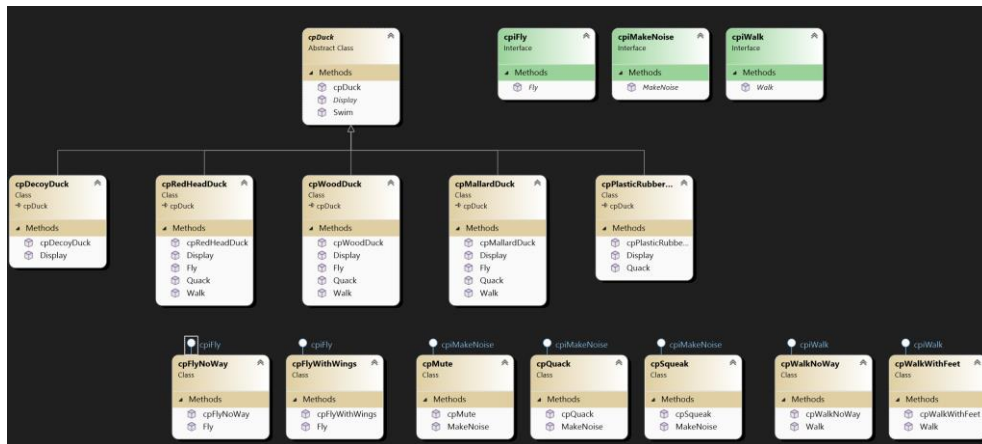 cpDuck
Abstract Class
Methods
cpDuck
Display
Swim
cpiFly
Interface
Methods
Fly
cpiMakeNoise
Interface
Methods
MakeNoise
cpiWalk
Interface
Methods
Walk
cpDecoyDuck
Class
cpDuck
Methods
cpDecoyDuck
Display
cpRedHeadDuck
Class
cpDuck
Methods
cpRedHeadDuck
Display
Fly
Quack
Walk
cpWoodDuck
Class
cpDuck
Methods
cpWoodDuck
Display
Fly
Quack
Walk
cpMallardDuck
Class
cpDuck
Methods
cpMallardDuck
Display
Fly
Quack
Walk
cpPlasticRubber...
Class
cpDuck
Methods
cpPlasticRubbe...
Display
Quack
cpiFly
cpFlyNoWay
Class
Methods
cpFlyNoWay
Fly
cpiFly
cpFlyWithWings
Class
Methods
cpFlyWithWings
Fly
cpiMakeNoise
cpMute
Class
Methods
cpMute
MakeNoise
cpiMakeNoise
cpQuack
Class
Methods
cpQuack
MakeNoise
cpiMakeNoise
cpSqueak
Class
Methods
cpSqueak
MakeNoise
cpiWalk
cpWalkNoWay
Class
Methods
cpWalkNoWay
Walk
cpiWalk
cpWalkWithFeet
Class
Methods
cpWalkWithFeet
Walk